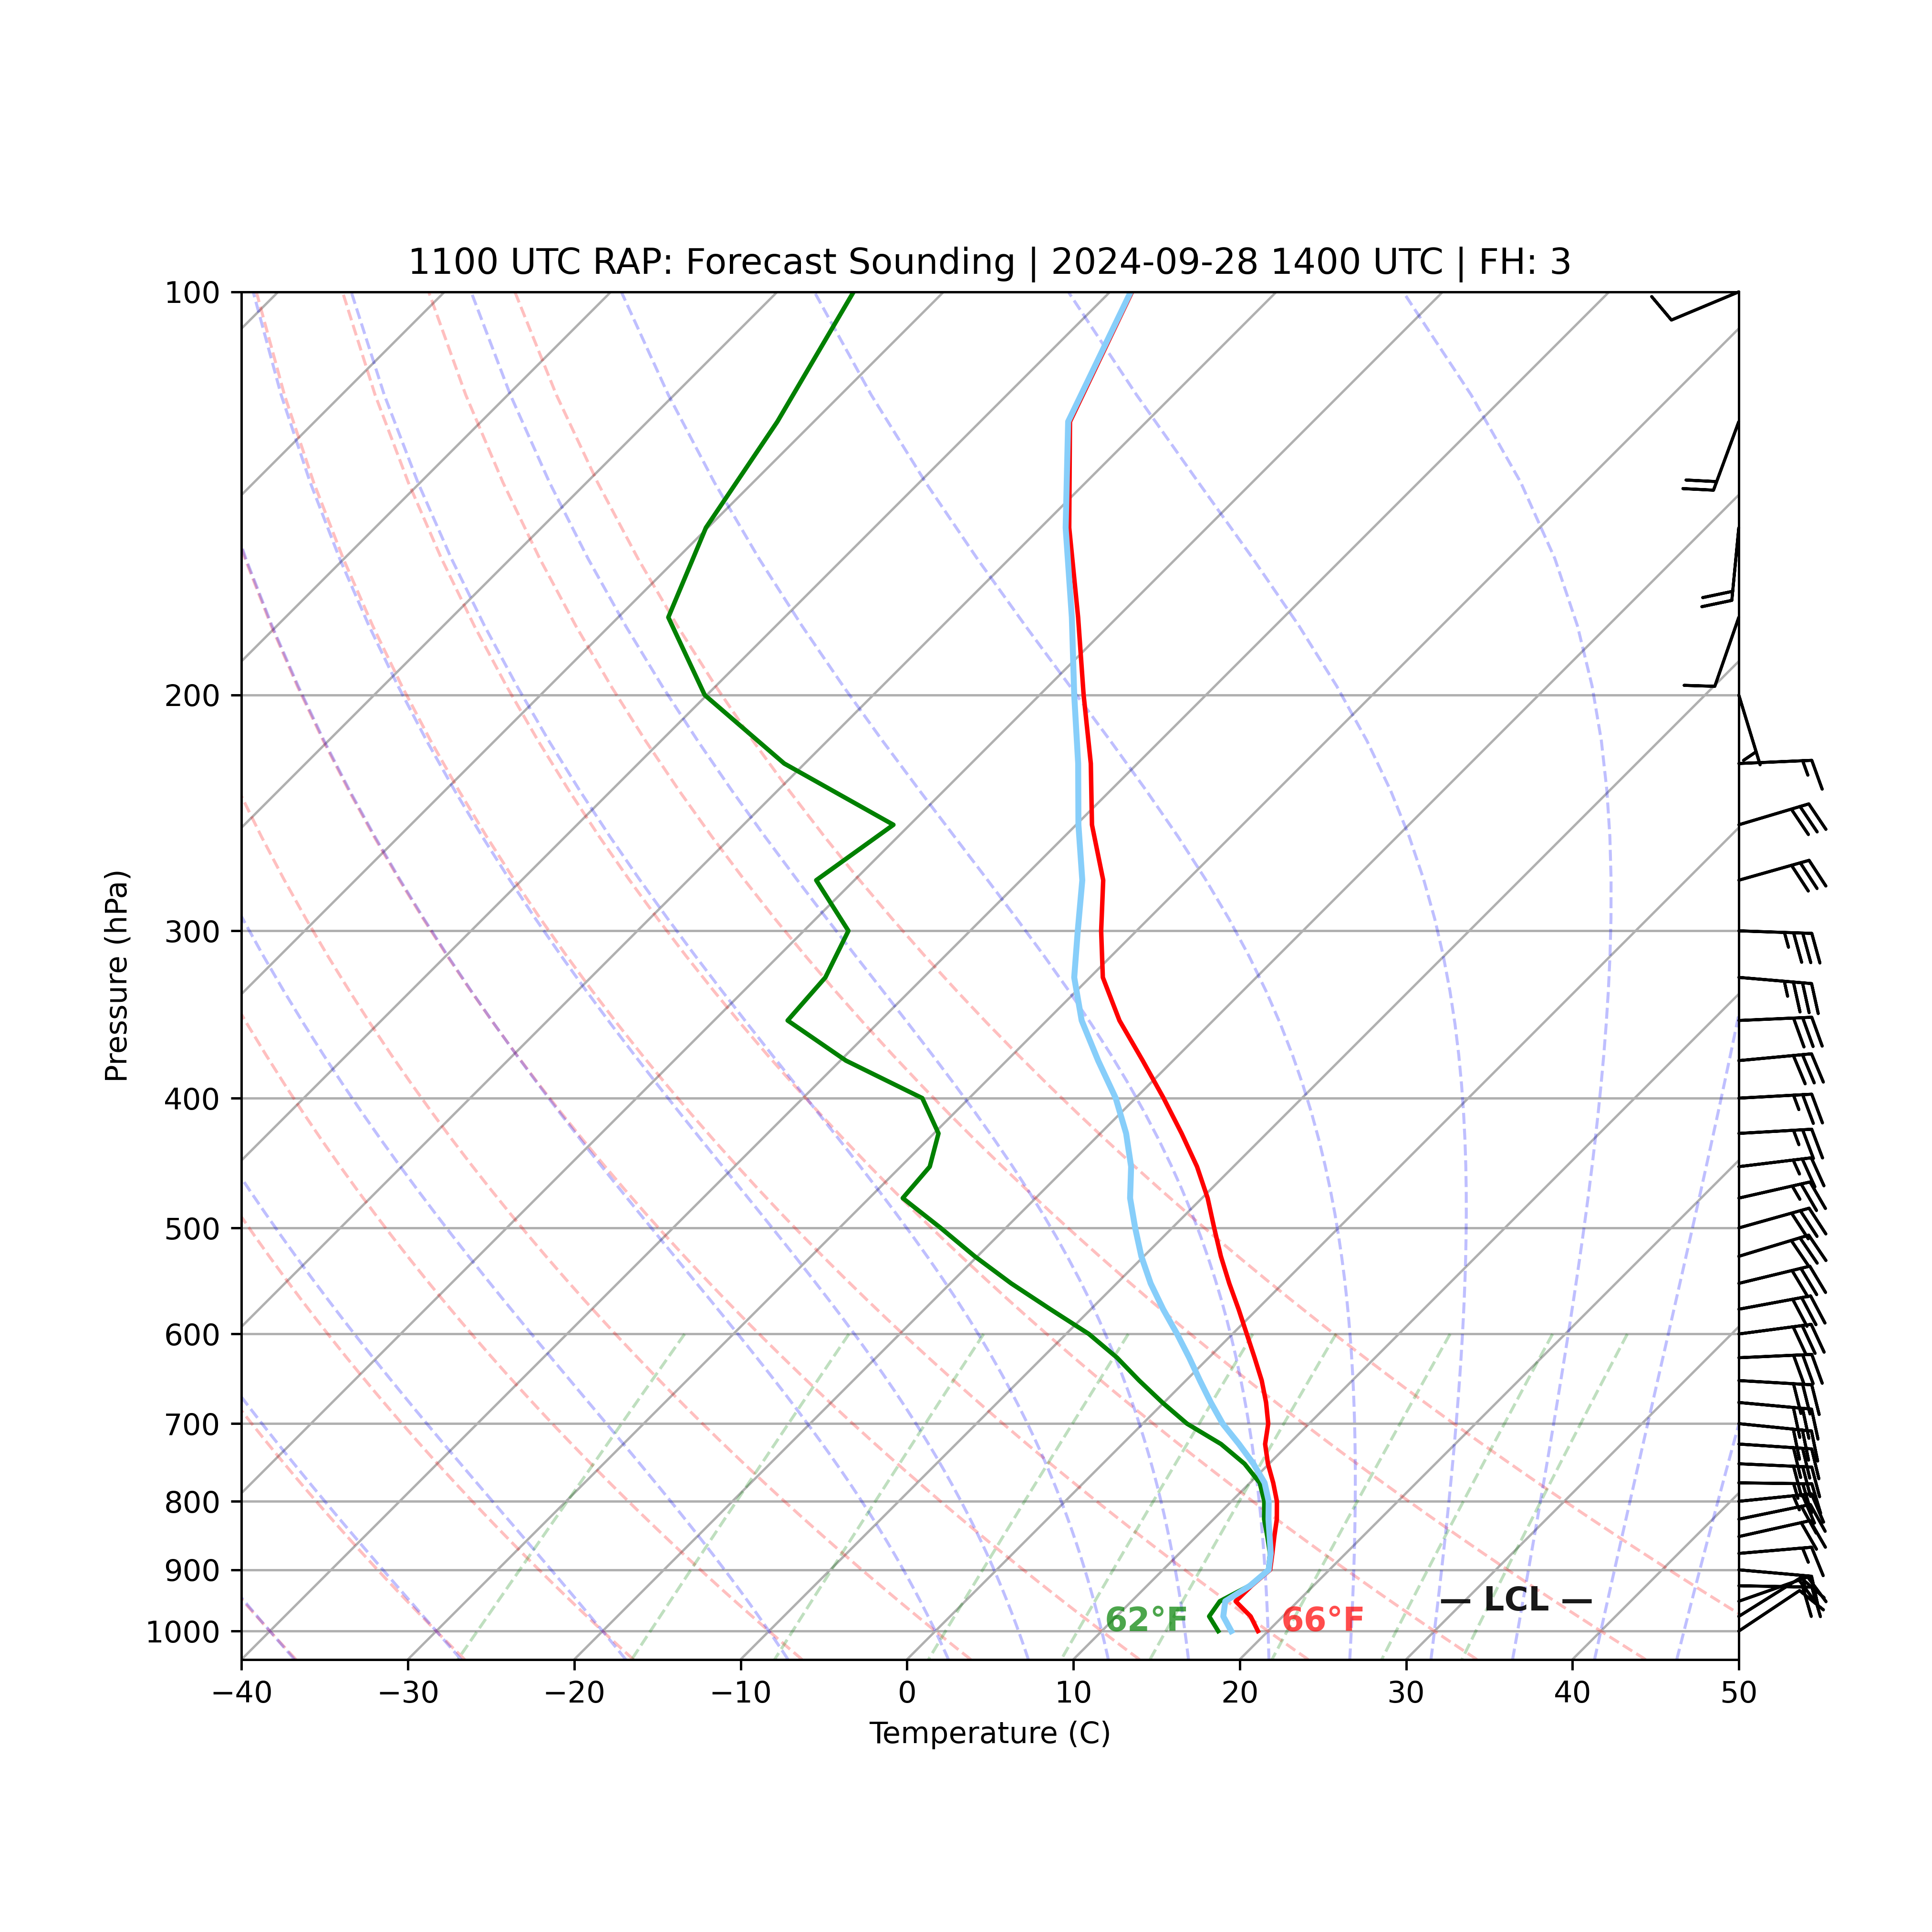 1100 UTC RAP: Forecast Sounding | 2024-09-28 1400 UTC | FH: 3
100
200
300
400
500
600
700
800
900
1000
Pressure (hPa)
— LCL —
62°F
66°F
−40 −30 −20 −10 0 10 20 30 40 50
Temperature (C)